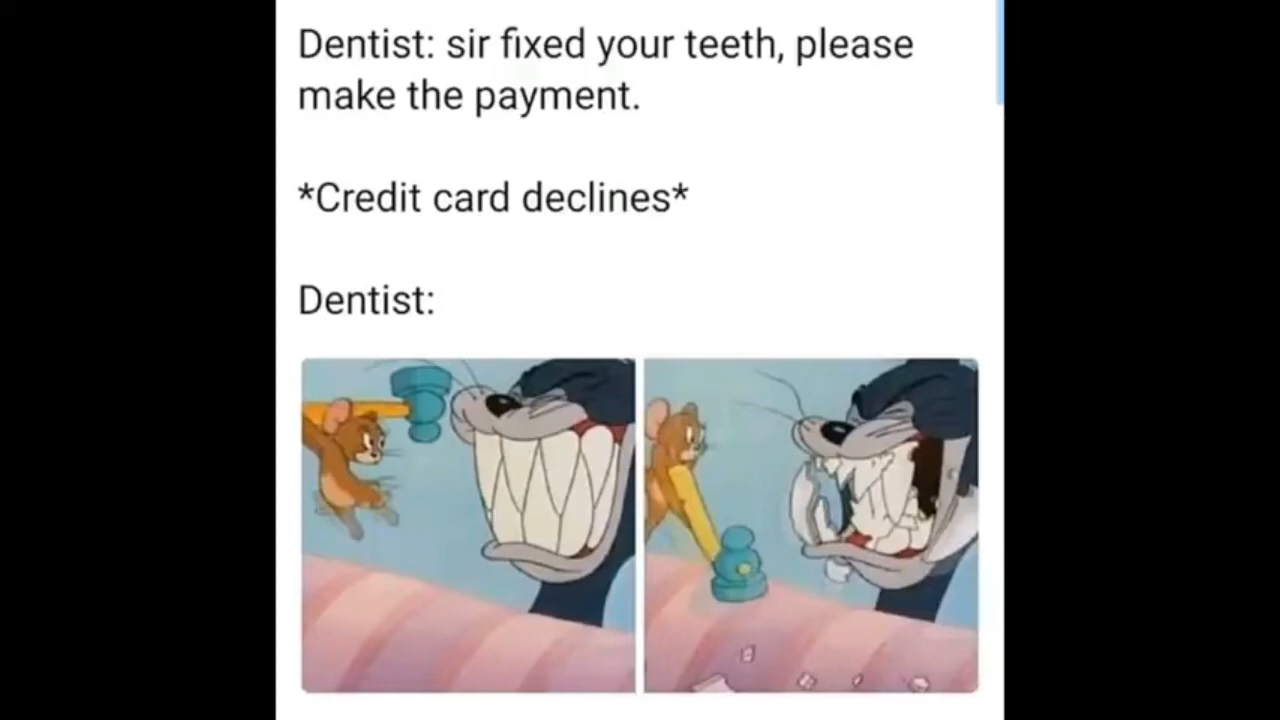 Dentist: sir fixed your teeth, please
make the payment.
*Credit card declines*
Dentist: